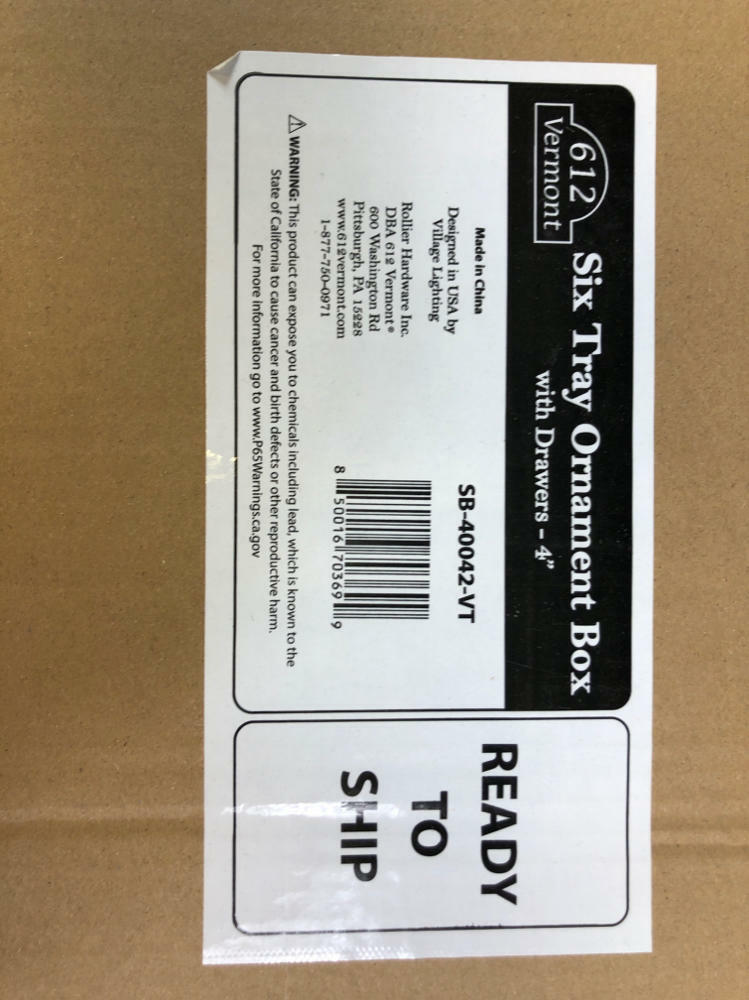 612
Vermont
Six Tray Ornament Box
with Drawers - 4"
Made in China
Designed in USA by
Village Lighting
Rollier Hardware Inc.
DBA 612 Vermont®
600 Washington Rd
Pittsburgh, PA 15228
www.612vermont.com
1-877-750-0971
SB-40042-VT
8 50016 70369 9
⚠ WARNING: This product can expose you to chemicals including lead, which is known to the
State of California to cause cancer and birth defects or other reproductive harm.
For more information go to www.P65Warnings.ca.gov
READY
TO
SHIP